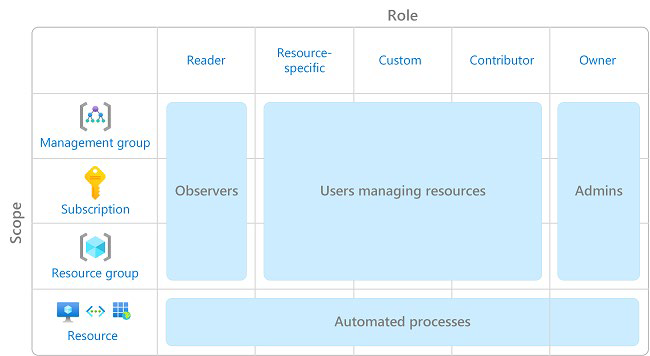 Role
Reader
Resource-
specific
Custom
Contributor
Owner
Scope
Management group
Subscription
Resource group
Resource
Observers
Users managing resources
Admins
Automated processes